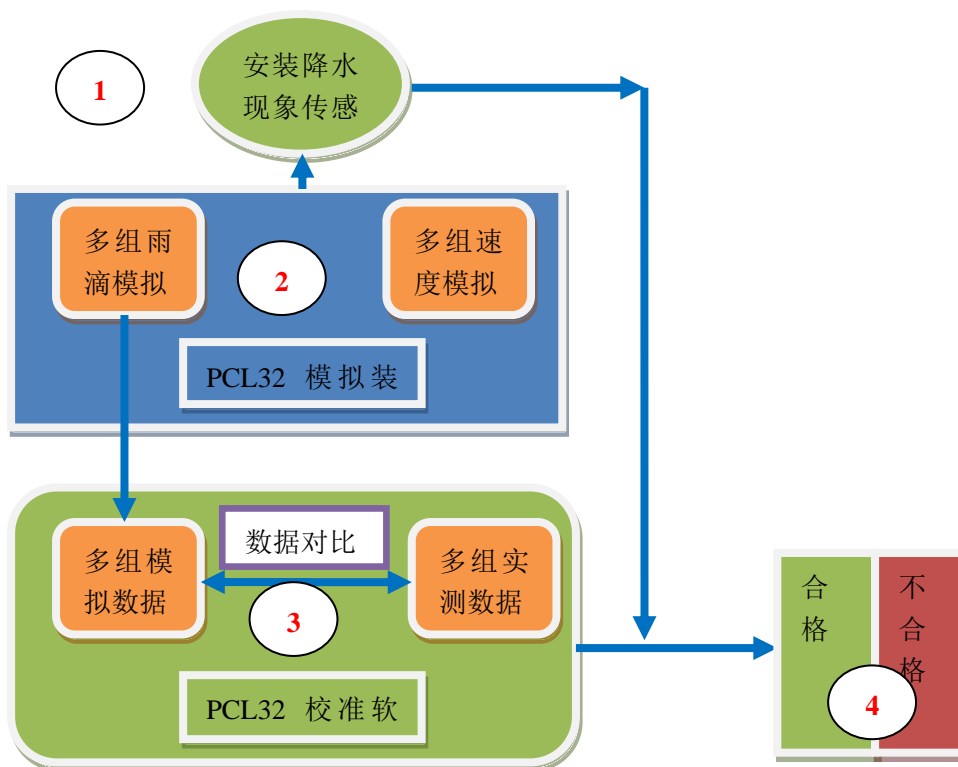 1
安装降水
现象传感
多组雨
滴模拟
2
多组速
度模拟
PCL32 模拟装
多组模
拟数据
数据对比
3
多组实
测数据
PCL32 校准软
合
格
不
合
格
4